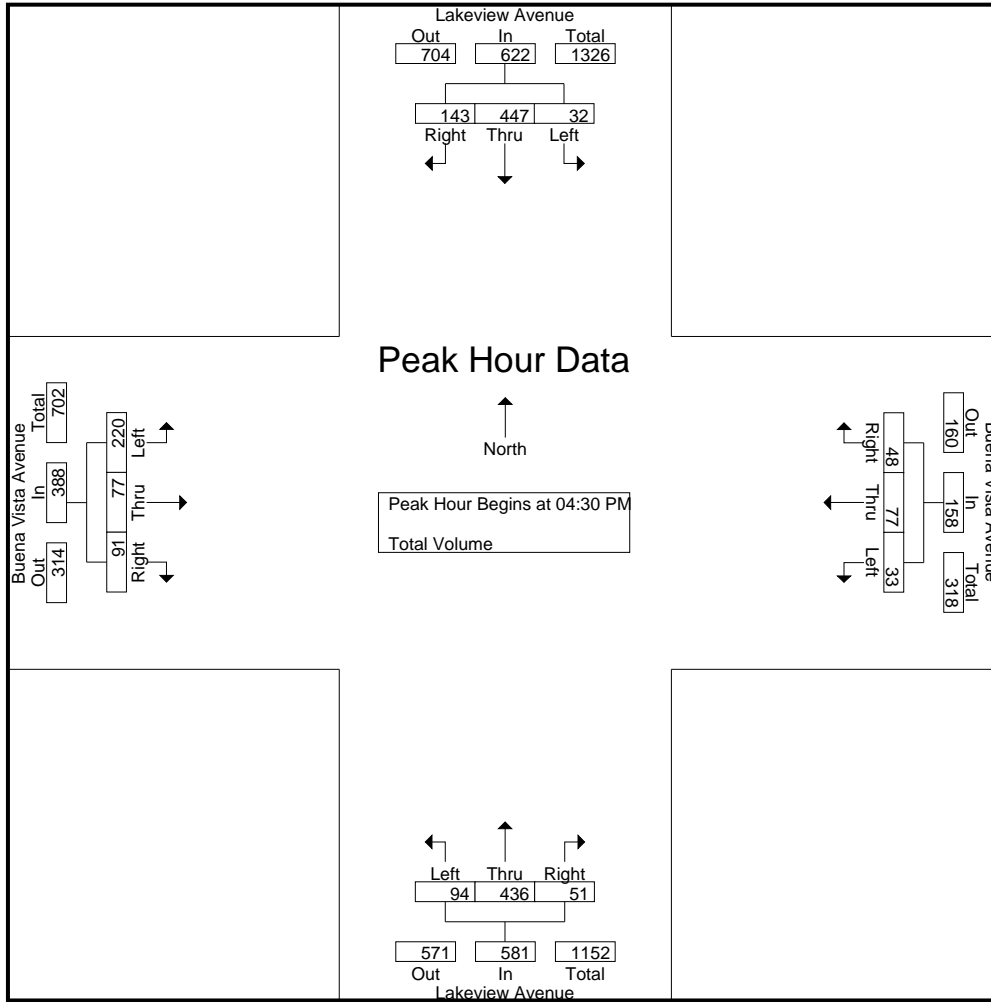 Lakeview Avenue
Out In Total
704 622 1326
143 447 32
Right Thru Left
Peak Hour Data
North
Peak Hour Begins at 04:30 PM
Total Volume
Buena Vista Avenue
Total In Out
702 388 314
220 77 91
Left Thru Right
Buena Vista Avenue
Out In Total
160 158 318
48 77 33
Right Thru Left
Left Thru Right
94 436 51
571 581 1152
Out In Total
Lakeview Avenue